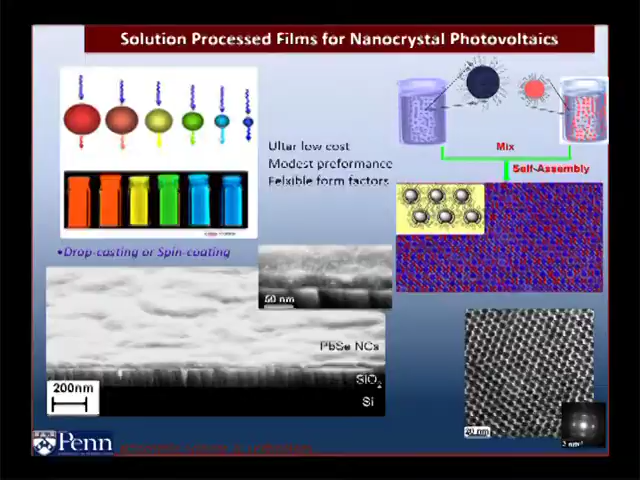 Solution Processed Films for Nanocrystal Photovoltaics
Ultar low cost
Modest preformance
Felxible form factors
Mix
Self-Assembly
•Drop-casting or Spin-coating
50 nm
PbSe NCs
SiO2
Si
200nm
20 nm
Penn